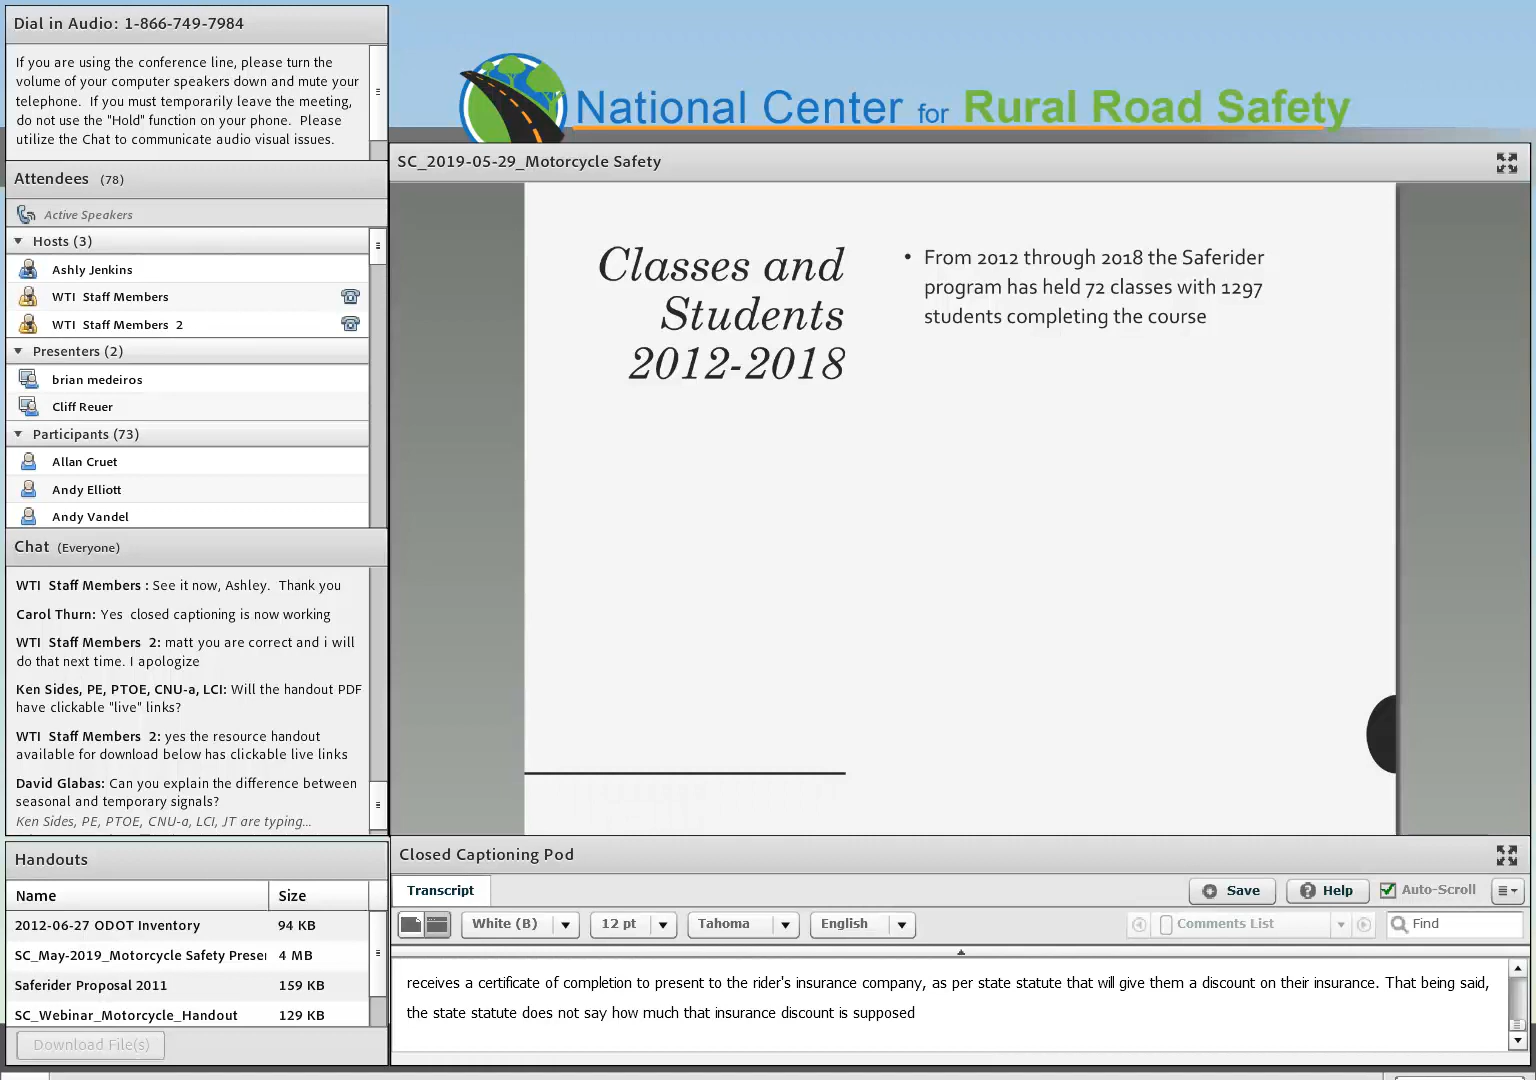 Dial in Audio: 1-866-749-7984
If you are using the conference line, please turn the
volume of your computer speakers down and mute your
telephone.  If you must temporarily leave the meeting,
do not use the "Hold" function on your phone.  Please
utilize the Chat to communicate audio visual issues.
Attendees (78)
Active Speakers
Hosts (3)
Ashly Jenkins
WTI Staff Members
WTI Staff Members 2
Presenters (2)
brian medeiros
Cliff Reuer
Participants (73)
Allan Cruet
Andy Elliott
Andy Vandel
Chat (Everyone)
WTI Staff Members : See it now, Ashley.  Thank you
Carol Thurn: Yes  closed captioning is now working
WTI Staff Members 2: matt you are correct and i will
do that next time. I apologize
Ken Sides, PE, PTOE, CNU-a, LCI: Will the handout PDF
have clickable "live" links?
WTI Staff Members 2: yes the resource handout
available for download below has clickable live links
David Glabas: Can you explain the difference between
seasonal and temporary signals?
Ken Sides, PE, PTOE, CNU-a, LCI, JT are typing...
Handouts
Name Size
2012-06-27 ODOT Inventory 94 KB
SC_May-2019_Motorcycle Safety Preser 4 MB
Saferider Proposal 2011 159 KB
SC_Webinar_Motorcycle_Handout 129 KB
Download File(s)
National Center for Rural Road Safety
SC_2019-05-29_Motorcycle Safety
Classes and
Students
2012-2018
• From 2012 through 2018 the Saferider
program has held 72 classes with 1297
students completing the course
Closed Captioning Pod
Transcript
Save
Help
Auto-Scroll
White (B)
12 pt
Tahoma
English
Comments List
Find
receives a certificate of completion to present to the rider's insurance company, as per state statute that will give them a discount on their insurance. That being said,
the state statute does not say how much that insurance discount is supposed